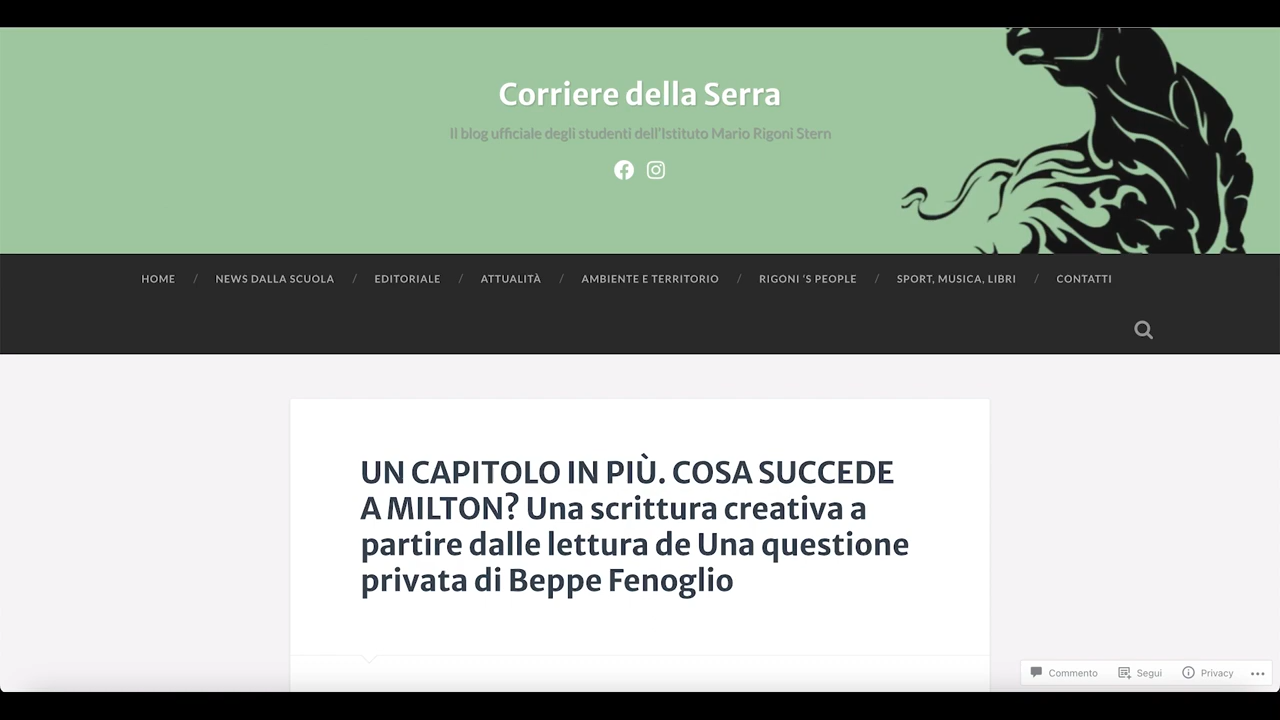 Corriere della Serra
Il blog ufficiale degli studenti dell'Istituto Mario Rigoni Stern
HOME / NEWS DALLA SCUOLA / EDITORIALE / ATTUALITÀ / AMBIENTE E TERRITORIO / RIGONI 'S PEOPLE / SPORT, MUSICA, LIBRI / CONTATTI
UN CAPITOLO IN PIÙ. COSA SUCCEDE
A MILTON? Una scrittura creativa a
partire dalle lettura de Una questione
privata di Beppe Fenoglio
Commento Segui Privacy